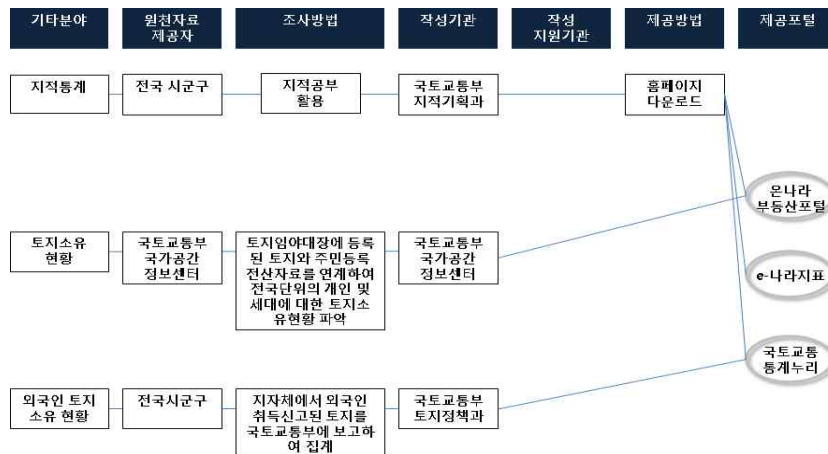 기타분야
원천자료
제공자
조사방법
작성기관
작성
지원기관
제공방법
제공포털
지적통계
전국 시군구
지적공부
활용
국토교통부
지적기획과
홈페이지
다운로드
온나라
부동산포털
e-나라지표
국토교통
통계누리
토지소유
현황
국토교통부
국가공간
정보센터
토지임야대장에 등록
된 토지와 주민등록
전산자료를 연계하여
전국단위의 개인 및
세대에 대한 토지소
유현황 파악
국토교통부
국가공간
정보센터
외국인 토지
소유 현황
전국시군구
지자체에서 외국인
취득신고된 토지를
국토교통부에 보고하
여 집계
국토교통부
토지정책과